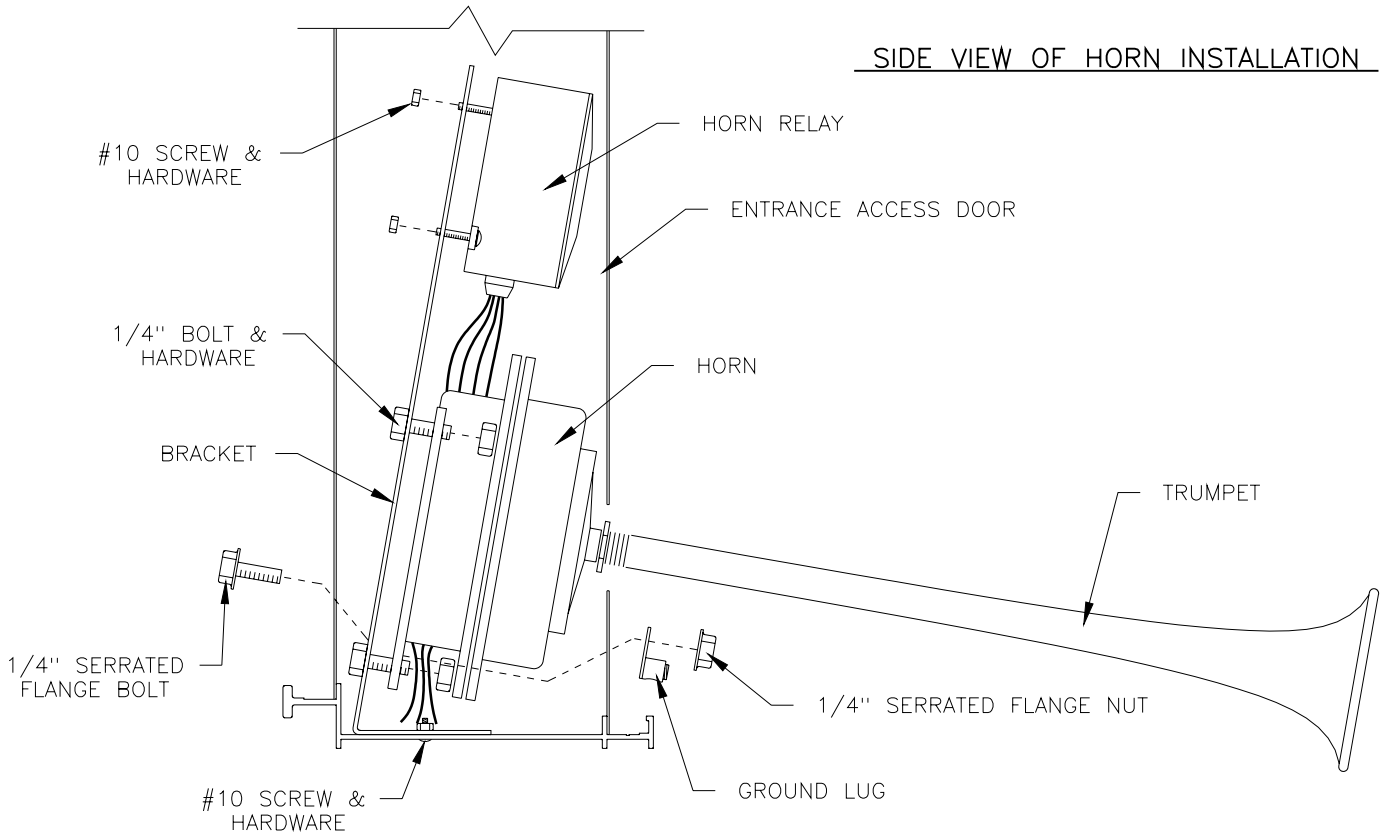 SIDE VIEW OF HORN INSTALLATION
HORN RELAY
#10 SCREW &
HARDWARE
ENTRANCE ACCESS DOOR
1/4" BOLT &
HARDWARE
HORN
BRACKET
TRUMPET
1/4" SERRATED
FLANGE BOLT
1/4" SERRATED FLANGE NUT
GROUND LUG
#10 SCREW &
HARDWARE